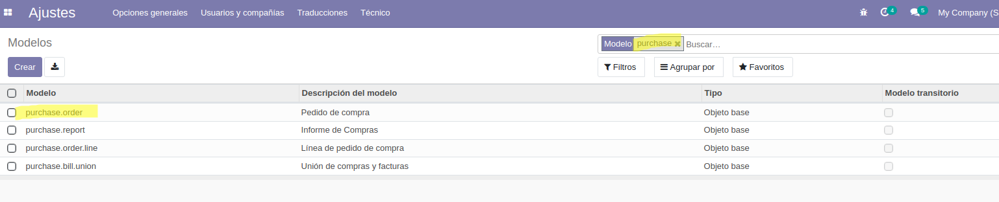 Ajustes Opciones generales Usuarios y compañías Traducciones Técnico 4 5 My Company (S
Modelos
Modelo purchase Buscar...
Crear Filtros Agrupar por Favoritos
Modelo Descripción del modelo Tipo Modelo transitorio
purchase.order Pedido de compra Objeto base
purchase.report Informe de Compras Objeto base
purchase.order.line Línea de pedido de compra Objeto base
purchase.bill.union Unión de compras y facturas Objeto base